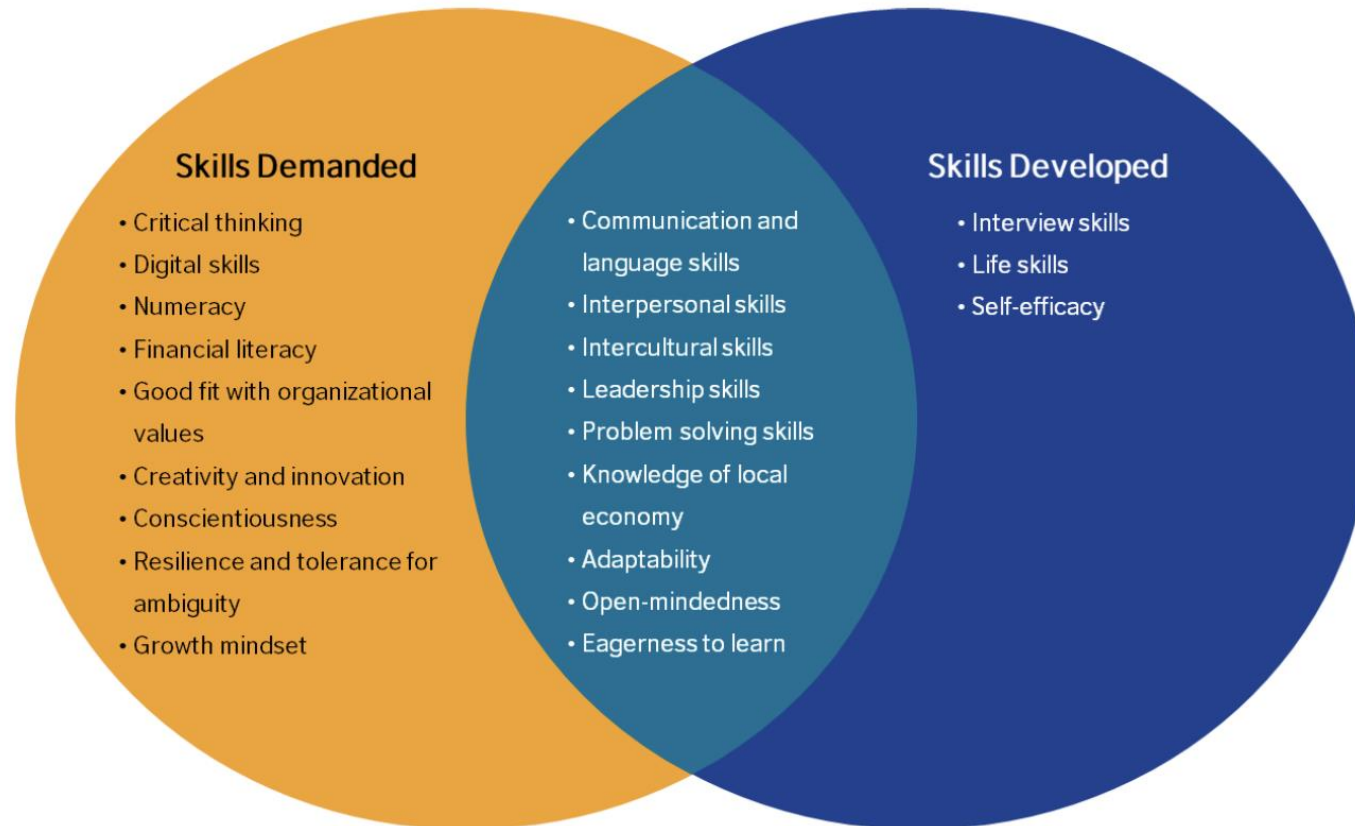 Skills Demanded
• Critical thinking
• Digital skills
• Numeracy
• Financial literacy
• Good fit with organizational
values
• Creativity and innovation
• Conscientiousness
• Resilience and tolerance for
ambiguity
• Growth mindset
• Communication and
language skills
• Interpersonal skills
• Intercultural skills
• Leadership skills
• Problem solving skills
• Knowledge of local
economy
• Adaptability
• Open-mindedness
• Eagerness to learn
Skills Developed
• Interview skills
• Life skills
• Self-efficacy